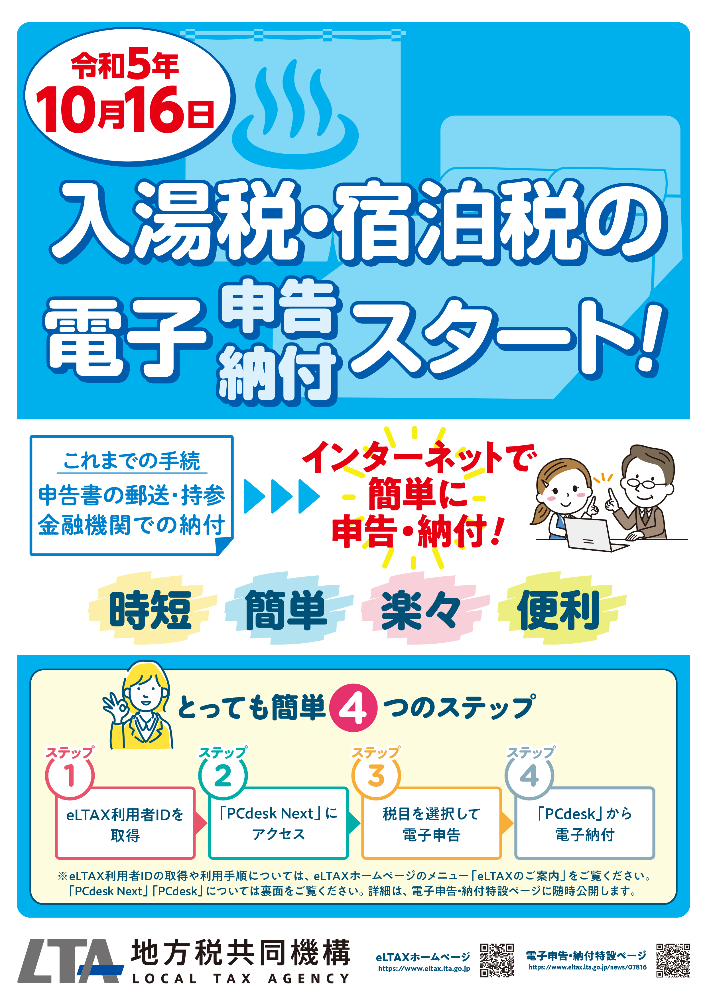 令和5年
10月16日
入湯税・宿泊税の
電子申告納付スタート!
これまでの手続
申告書の郵送・持参
金融機関での納付
インターネットで
簡単に
申告・納付!
時短 簡単 楽々 便利
とっても簡単4つのステップ
ステップ1
eLTAX利用者IDを
取得
ステップ2
「PCdesk Next」に
アクセス
ステップ3
税目を選択して
電子申告
ステップ4
「PCdesk」から
電子納付
※eLTAX利用者IDの取得や利用手順については、eLTAXホームページのメニュー「eLTAXのご案内」をご覧ください。
「PCdesk Next」「PCdesk」については裏面をご覧ください。詳細は、電子申告・納付特設ページに随時公開します。
LTA 地方税共同機構
LOCAL TAX AGENCY
eLTAXホームページ
https://www.eltax.lta.go.jp
電子申告・納付特設ページ
https://www.eltax.lta.go.jp/news/07816